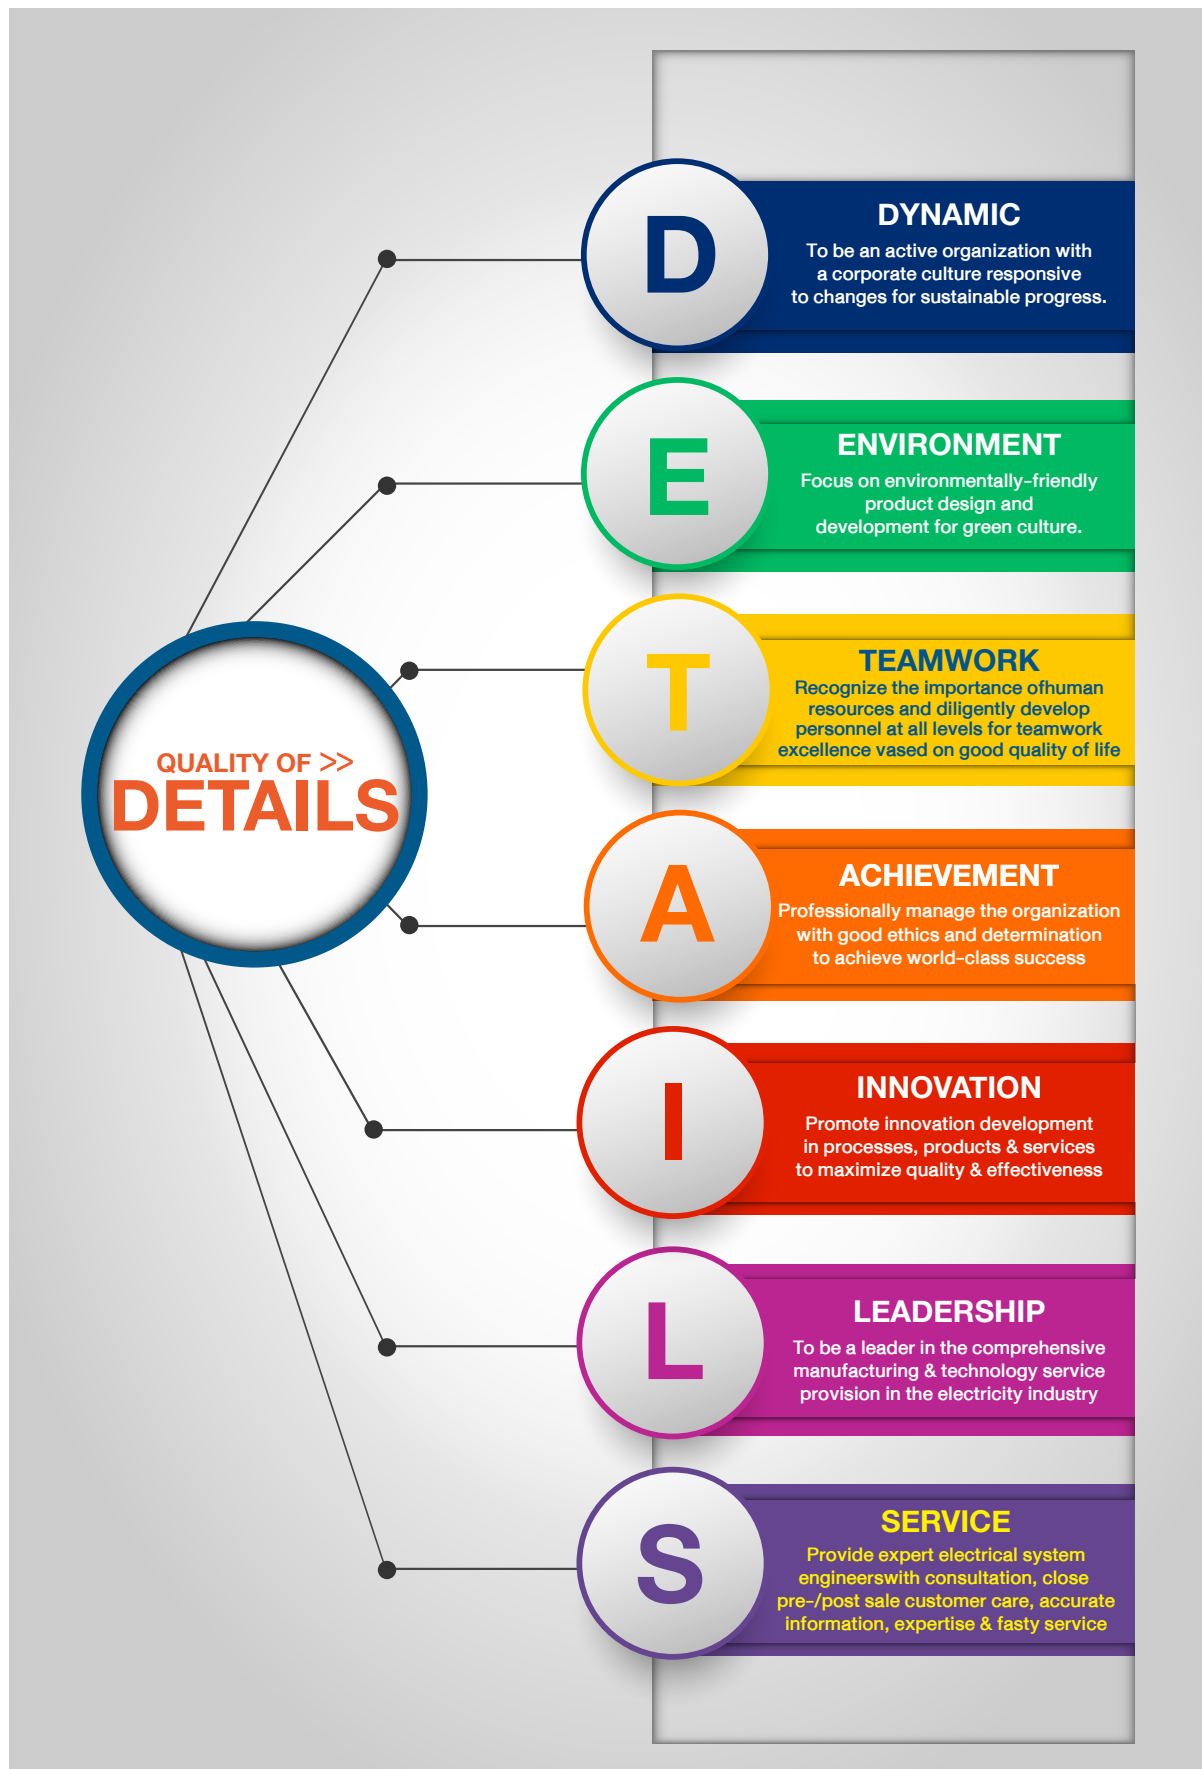 QUALITY OF >>
DETAILS
D
DYNAMIC
To be an active organization with
a corporate culture responsive
to changes for sustainable progress.
E
ENVIRONMENT
Focus on environmentally-friendly
product design and
development for green culture.
T
TEAMWORK
Recognize the importance ofhuman
resources and diligently develop
personnel at all levels for teamwork
excellence vased on good quality of life
A
ACHIEVEMENT
Professionally manage the organization
with good ethics and determination
to achieve world-class success
I
INNOVATION
Promote innovation development
in processes, products & services
to maximize quality & effectiveness
L
LEADERSHIP
To be a leader in the comprehensive
manufacturing & technology service
provision in the electricity industry
S
SERVICE
Provide expert electrical system
engineerswith consultation, close
pre-/post sale customer care, accurate
information, expertise & fasty service